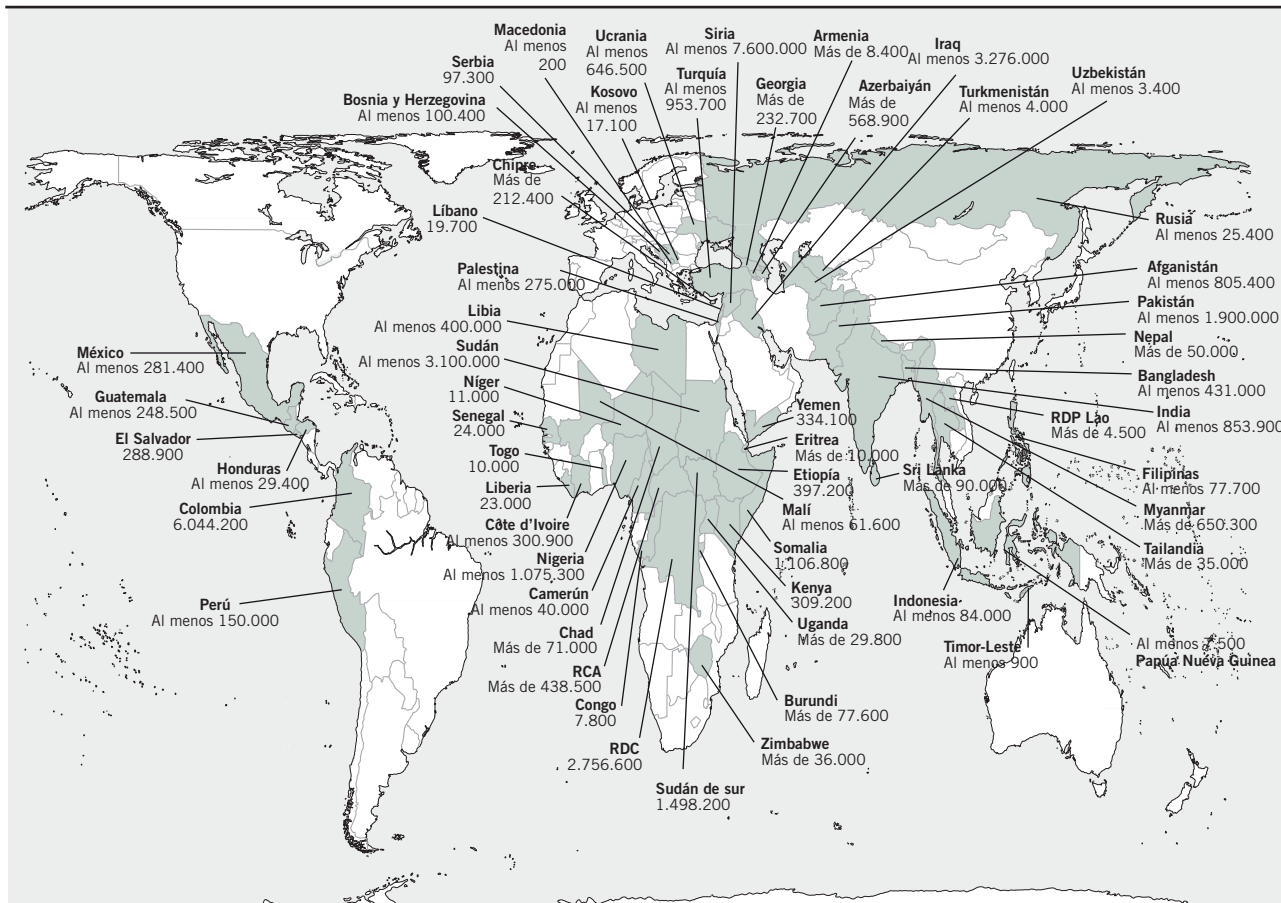 Macedonia
Al menos
200
Ucrania
Al menos
646.500
Siria
Al menos 7.600.000
Armenia
Más de 8.400
Iraq
Al menos 3.276.000
Serbia
97.300
Kosovo
Al menos
17.100
Turquía
Al menos
953.700
Georgia
Más de
232.700
Azerbaiyán
Más de
568.900
Turkmenistán
Al menos 4.000
Uzbekistán
Al menos 3.400
Bosnia y Herzegovina
Al menos 100.400
Chipre
Más de
212.400
Líbano
19.700
Palestina
Al menos 275.000
Libia
Al menos 400.000
Sudán
Al menos 3.100.000
Níger
11.000
Senegal
24.000
Togo
10.000
Liberia
23.000
Côte d’Ivoire
Al menos 300.900
Nigeria
Al menos 1.075.300
Camerún
Al menos 40.000
Chad
Más de 71.000
RCA
Más de 438.500
Congo
7.800
RDC
2.756.600
Sudán de sur
1.498.200
México
Al menos 281.400
Guatemala
Al menos 248.500
El Salvador
288.900
Honduras
Al menos 29.400
Colombia
6.044.200
Perú
Al menos 150.000
Yemen
334.100
Eritrea
Más de 10.000
Etiopía
397.200
Malí
Al menos 61.600
Somalia
1.106.800
Kenya
309.200
Uganda
Más de 29.800
Burundi
Más de 77.600
Zimbabwe
Más de 36.000
Rusia
Al menos 25.400
Afganistán
Al menos 805.400
Pakistán
Al menos 1.900.000
Nepal
Más de 50.000
Bangladesh
Al menos 431.000
India
Al menos 853.900
RDP Lao
Más de 4.500
Sri Lanka
Más de 90.000
Filipinas
Al menos 77.700
Myanmar
Más de 650.300
Tailandia
Más de 35.000
Indonesia
Al menos 84.000
Timor-Leste
Al menos 900
Al menos 7.500
Papúa Nueva Guinea